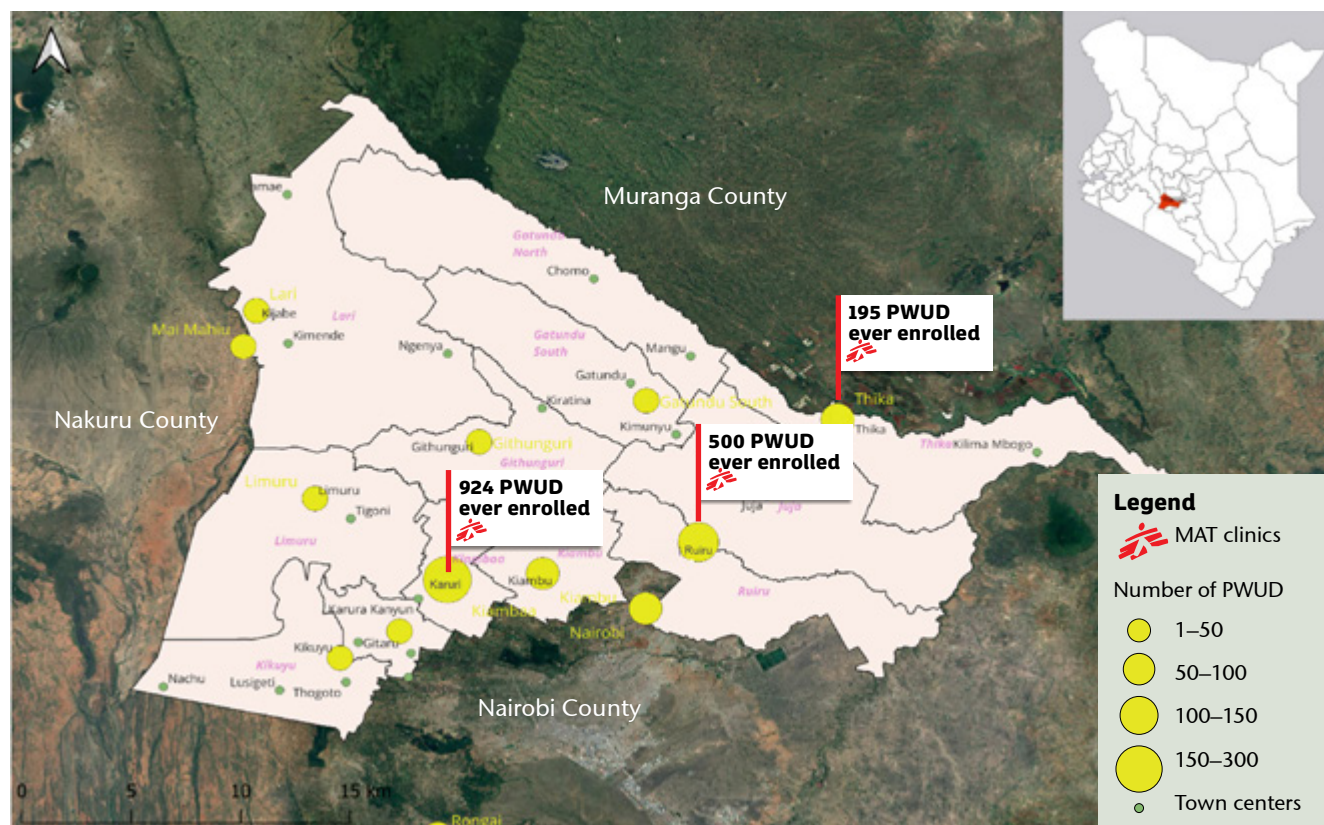 Muranga County
Gatundu
North
Chomo
Lari
Kijabe
Lari
Mai Mahiu
Kimende
Ngenya
Gatundu
South
Mangu
195 PWUD
ever enrolled
Nakuru County
Gatundu
Gatundu South
Kiratina
Kimunyu
Thika
Thika
Thika
Kilima Mbogo
Githunguri
Githunguri
Githunguri
500 PWUD
ever enrolled
Limuru
Limuru
Tigoni
Limuru
924 PWUD
ever enrolled
Juja
Juja
Ruiru
Kiambu
Kiambu
Kiambu
Karuri
Kiambaa
Ruiru
Karura Kanyun
Nairobi
Kikuyu
Gitaru
Kikuyu
Nachu
Lusigeti
Thogoto
Nairobi County
0 5 10 15 km
Rongai
Legend
MAT clinics
Number of PWUD
1–50
50–100
100–150
150–300
Town centers